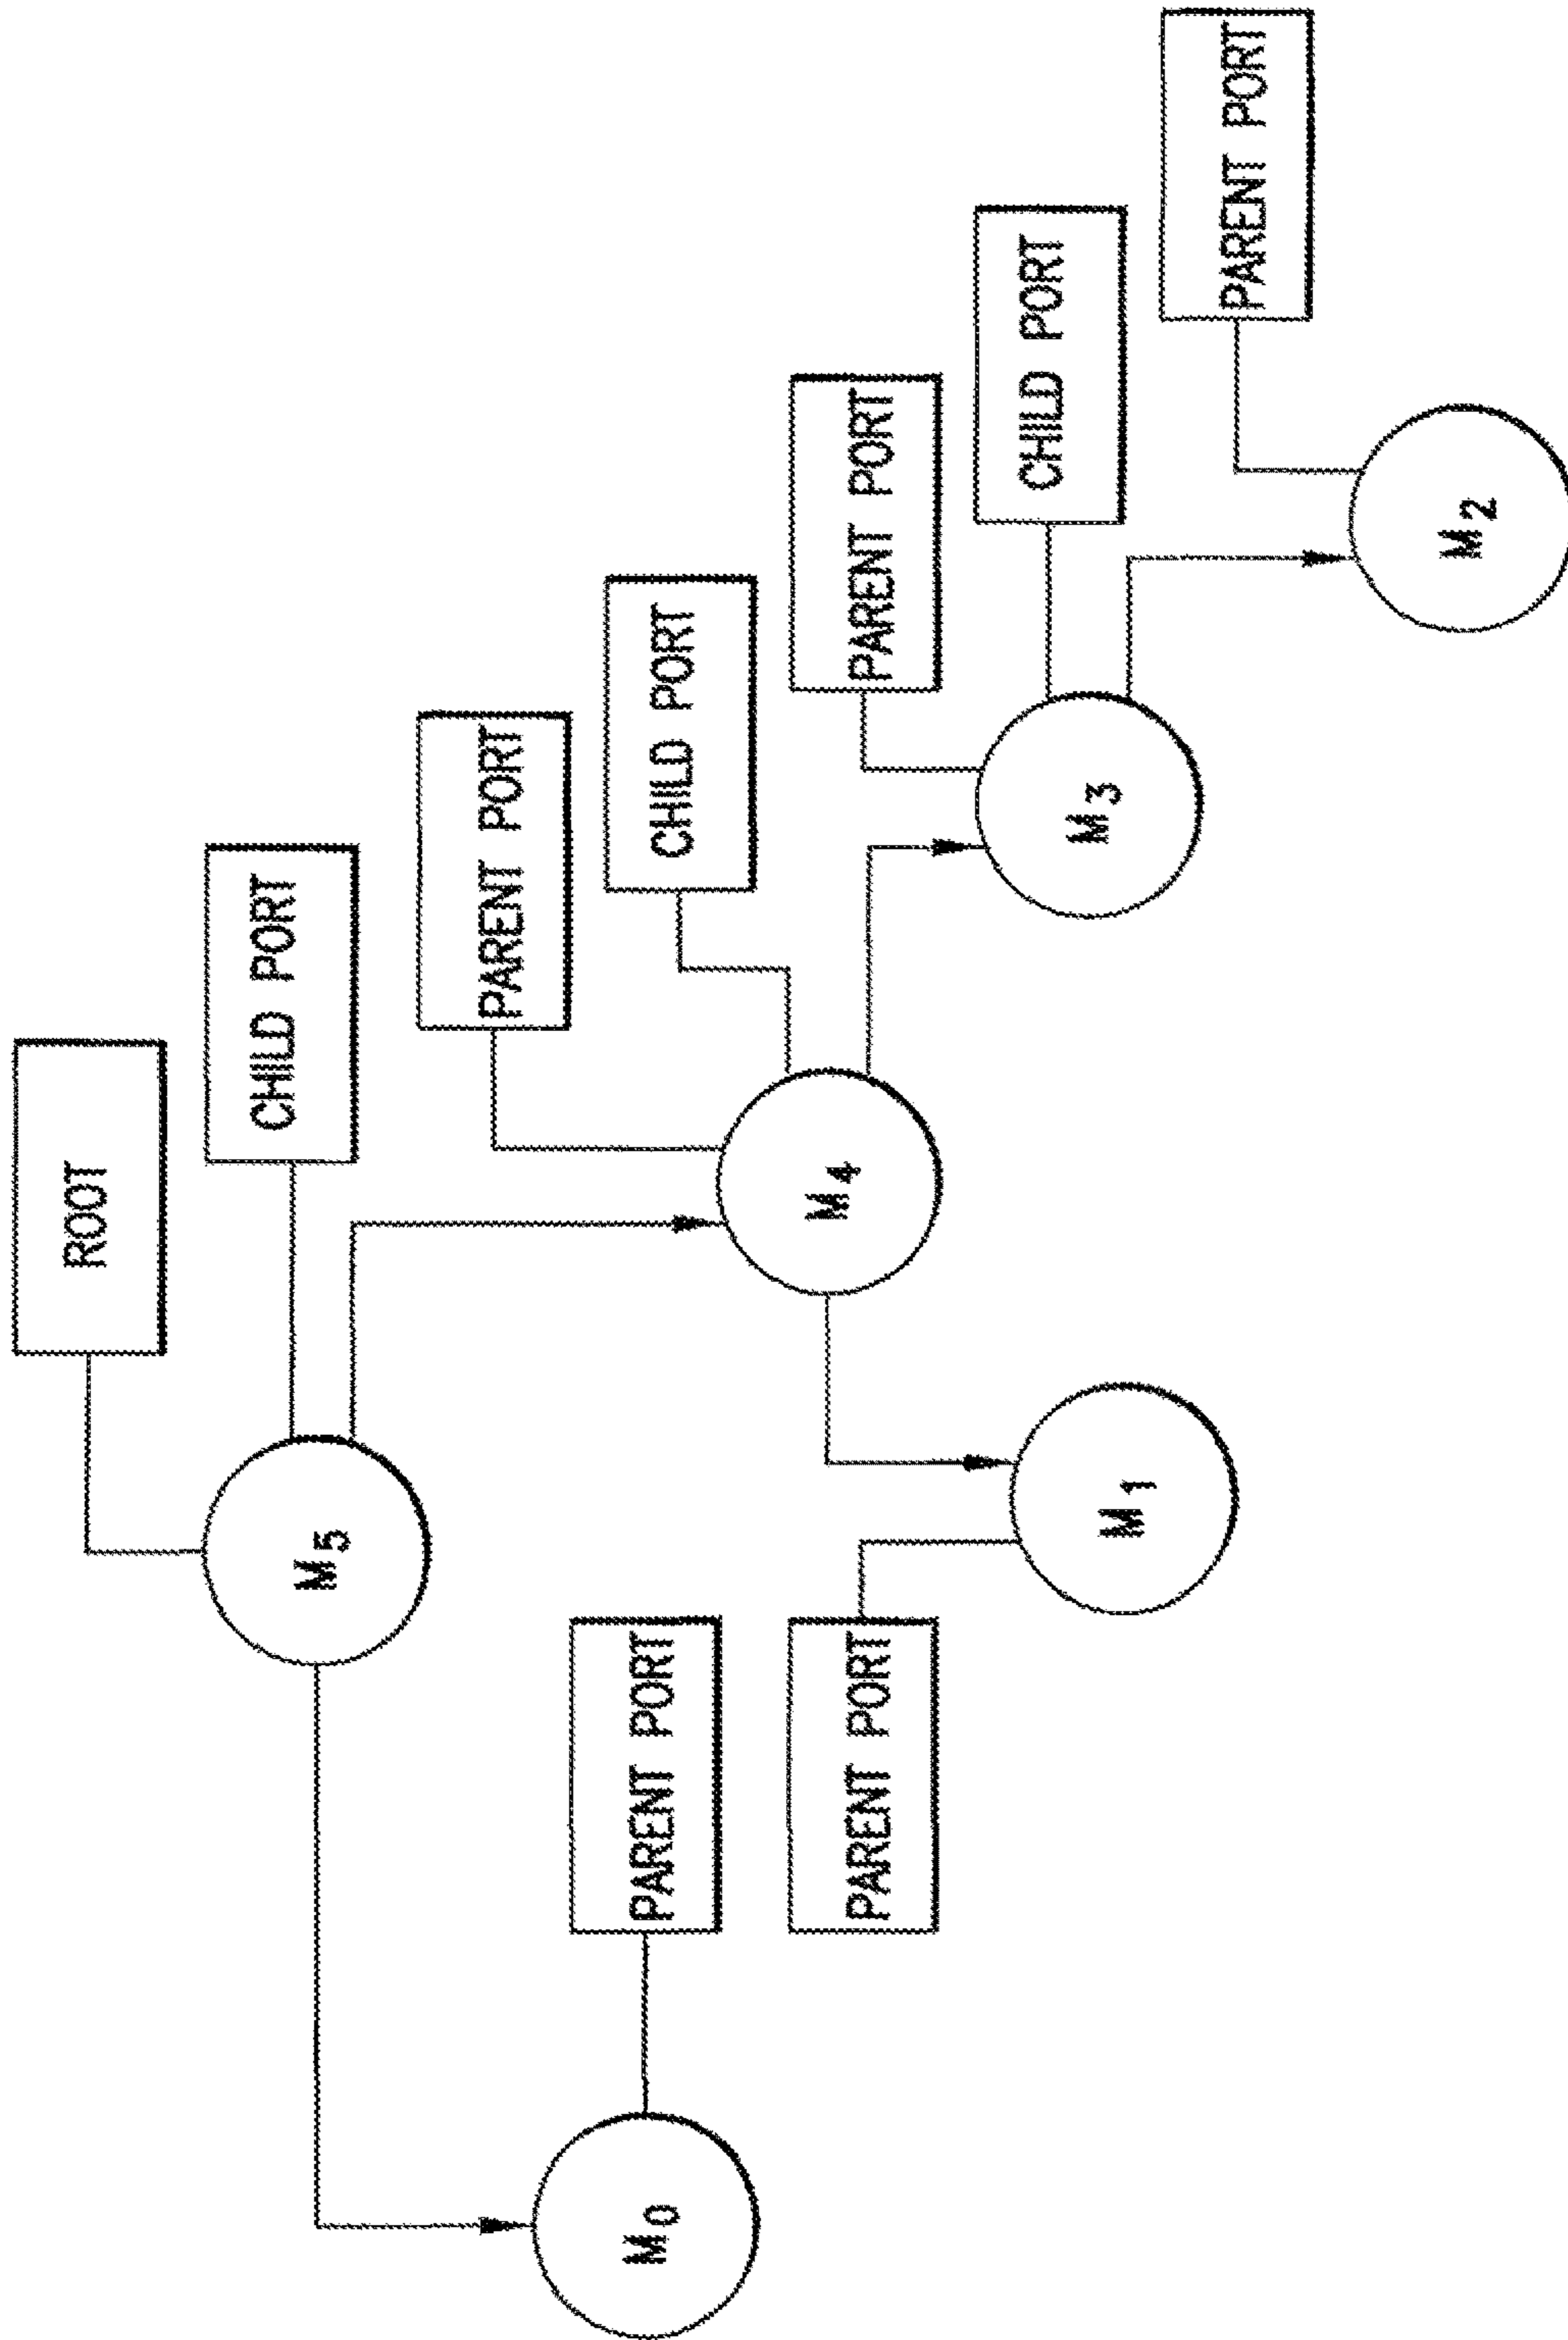 ROOT
M5
CHILD PORT
PARENT PORT
M0
PARENT PORT
M4
CHILD PORT
PARENT PORT
M1
PARENT PORT
M3
CHILD PORT
M2
PARENT PORT